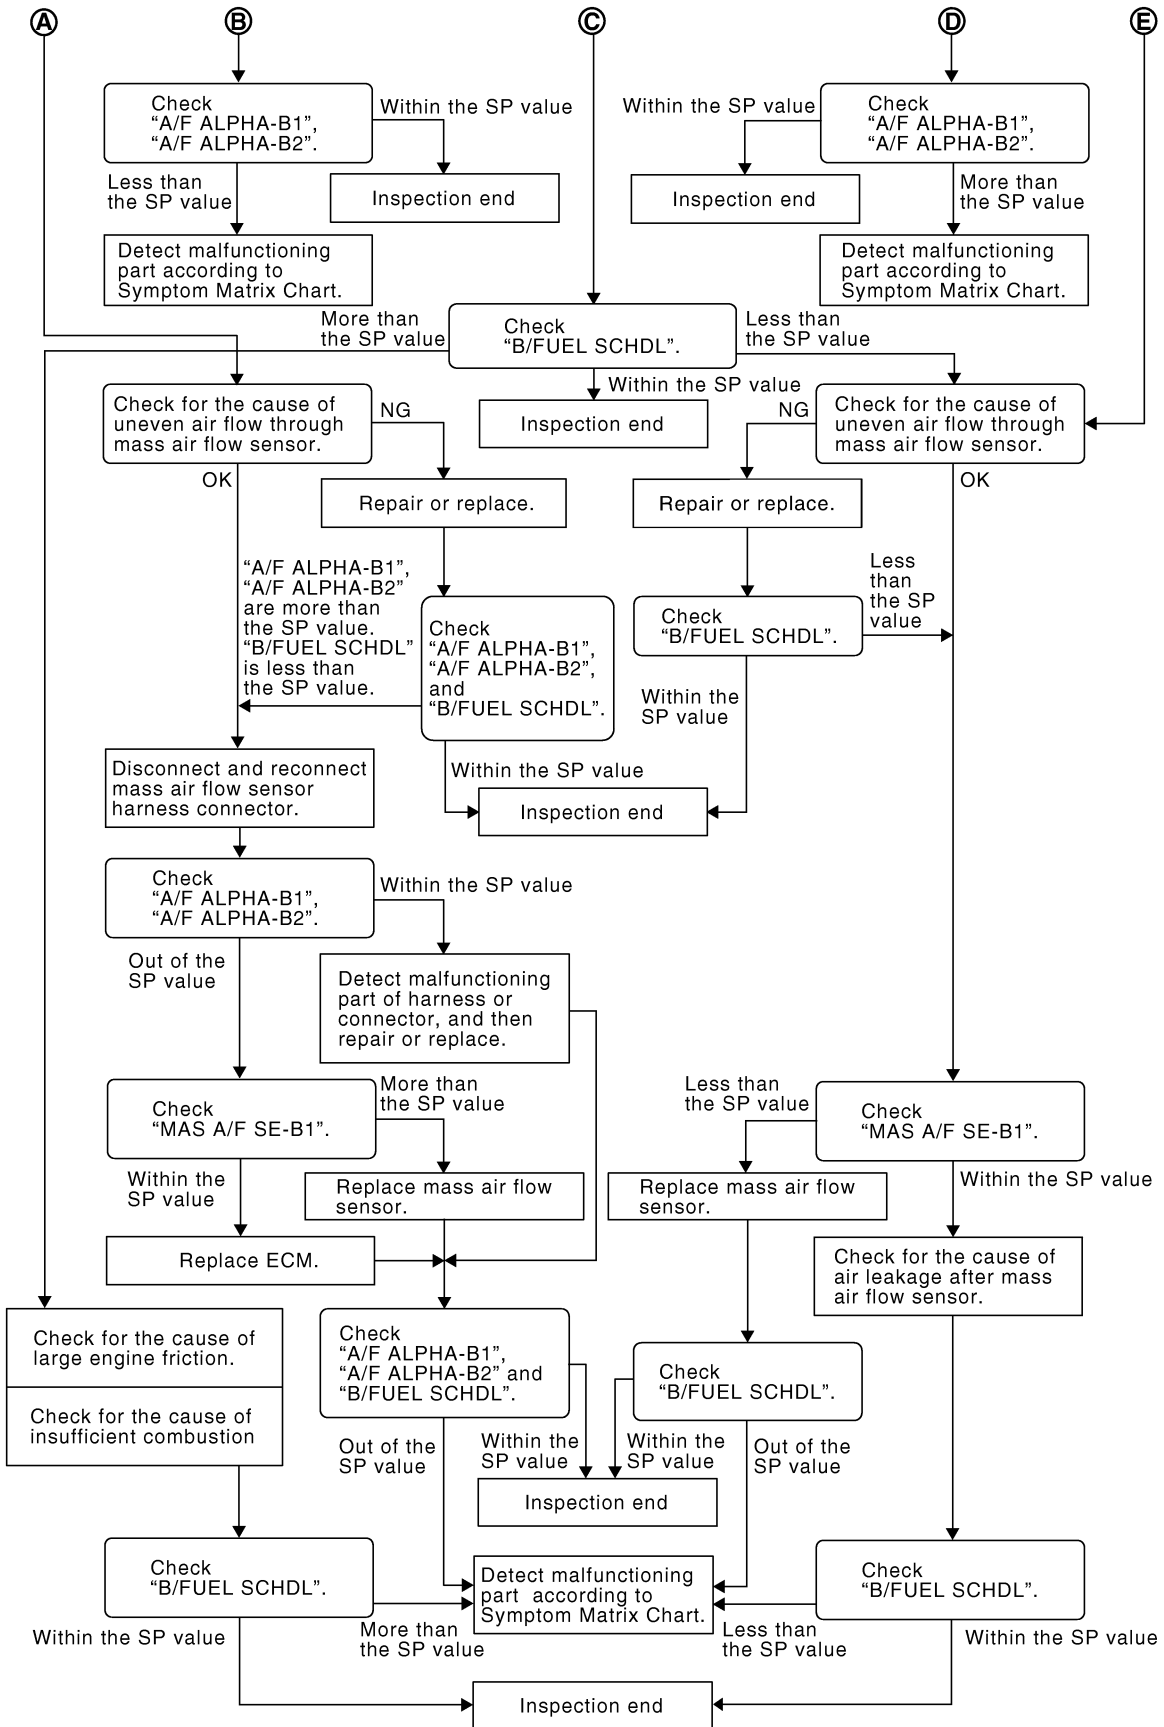 A
B
C
D
E
Check
“A/F ALPHA-B1”,
“A/F ALPHA-B2”.
Within the SP value
Less than
the SP value
Inspection end
Detect malfunctioning
part according to
Symptom Matrix Chart.
Within the SP value
Check
“A/F ALPHA-B1”,
“A/F ALPHA-B2”.
Inspection end
More than
the SP value
Detect malfunctioning
part according to
Symptom Matrix Chart.
More than
the SP value
Check
“B/FUEL SCHDL”.
Less than
the SP value
Within the SP value
Inspection end
Check for the cause of
uneven air flow through
mass air flow sensor.
NG
OK
Repair or replace.
NG
Check for the cause of
uneven air flow through
mass air flow sensor.
OK
Repair or replace.
“A/F ALPHA-B1”,
“A/F ALPHA-B2”
are more than
the SP value.
“B/FUEL SCHDL”
is less than
the SP value.
Check
“A/F ALPHA-B1”,
“A/F ALPHA-B2”,
and
“B/FUEL SCHDL”.
Check
“B/FUEL SCHDL”.
Less
than
the SP
value
Within the
SP value
Within the SP value
Inspection end
Disconnect and reconnect
mass air flow sensor
harness connector.
Check
“A/F ALPHA-B1”,
“A/F ALPHA-B2”.
Within the SP value
Out of the
SP value
Detect malfunctioning
part of harness or
connector, and then
repair or replace.
Check
“MAS A/F SE-B1”.
More than
the SP value
Within the
SP value
Replace mass air flow
sensor.
Replace ECM.
Less than
the SP value
Check
“MAS A/F SE-B1”.
Within the SP value
Replace mass air flow
sensor.
Check for the cause of
air leakage after mass
air flow sensor.
Check for the cause of
large engine friction.
Check for the cause of
insufficient combustion
Check
“A/F ALPHA-B1”,
“A/F ALPHA-B2” and
“B/FUEL SCHDL”.
Check
“B/FUEL SCHDL”.
Out of the
SP value
Within the
SP value
Within the
SP value
Out of the
SP value
Inspection end
Check
“B/FUEL SCHDL”.
Detect malfunctioning
part  according to
Symptom Matrix Chart.
Check
“B/FUEL SCHDL”.
Within the SP value
More than
the SP value
Less than
the SP value
Within the SP value
Inspection end